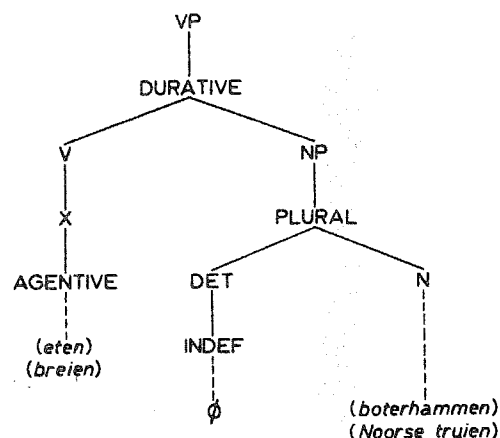 VP
DURATIVE
V NP
X PLURAL
AGENTIVE DET N
(eten) INDEF
(breien)
ø (boterhammen)
(Noorse truien)